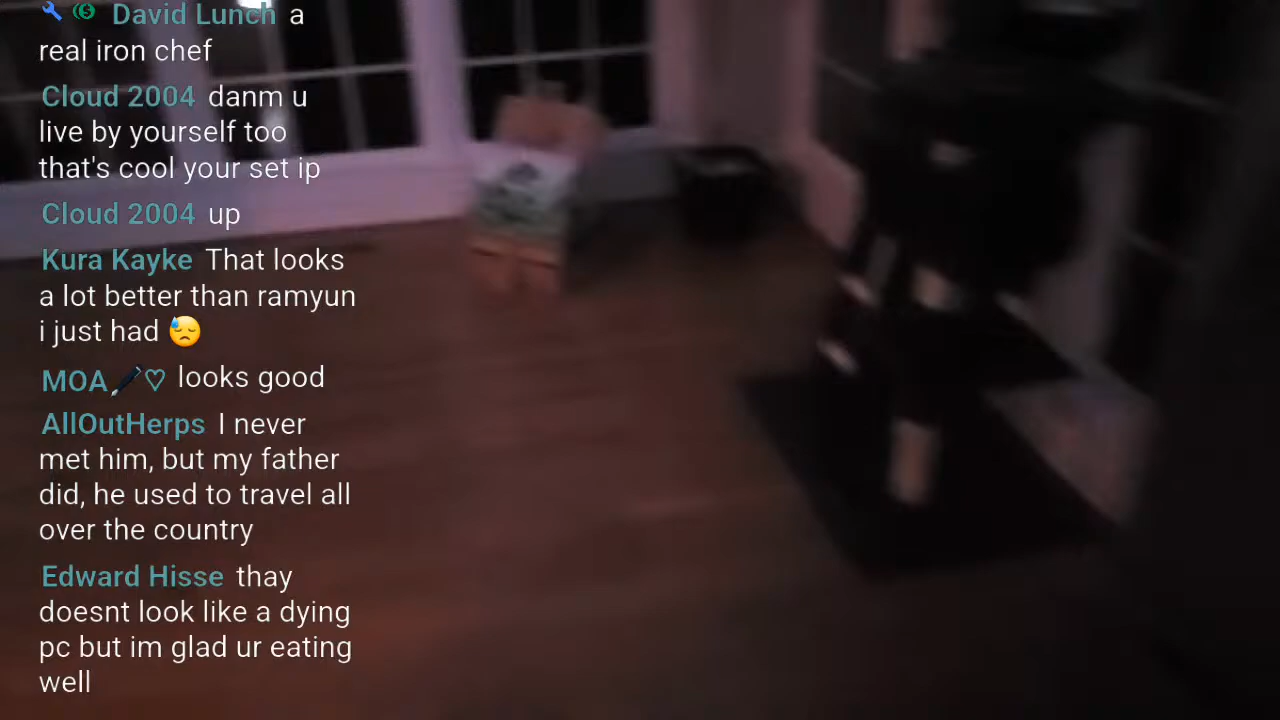 David Lunch a
real iron chef
Cloud 2004 danm u
live by yourself too
that's cool your set ip
Cloud 2004 up
Kura Kayke That looks
a lot better than ramyun
i just had 😓
MOA🖊♡ looks good
AllOutHerps I never
met him, but my father
did, he used to travel all
over the country
Edward Hisse thay
doesnt look like a dying
pc but im glad ur eating
well